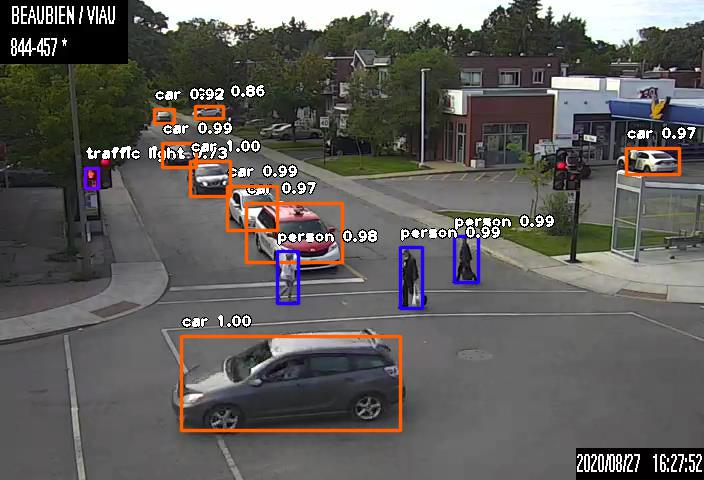 BEAUBIEN / VIAU
844-457 *
car 0.92
0.86
car 0.99
car 1.00
traffic light 0.73
car 0.99
car 0.97
car 0.97
person 0.98
person 0.99
person 0.99
car 1.00
2020/08/27 16:27:52